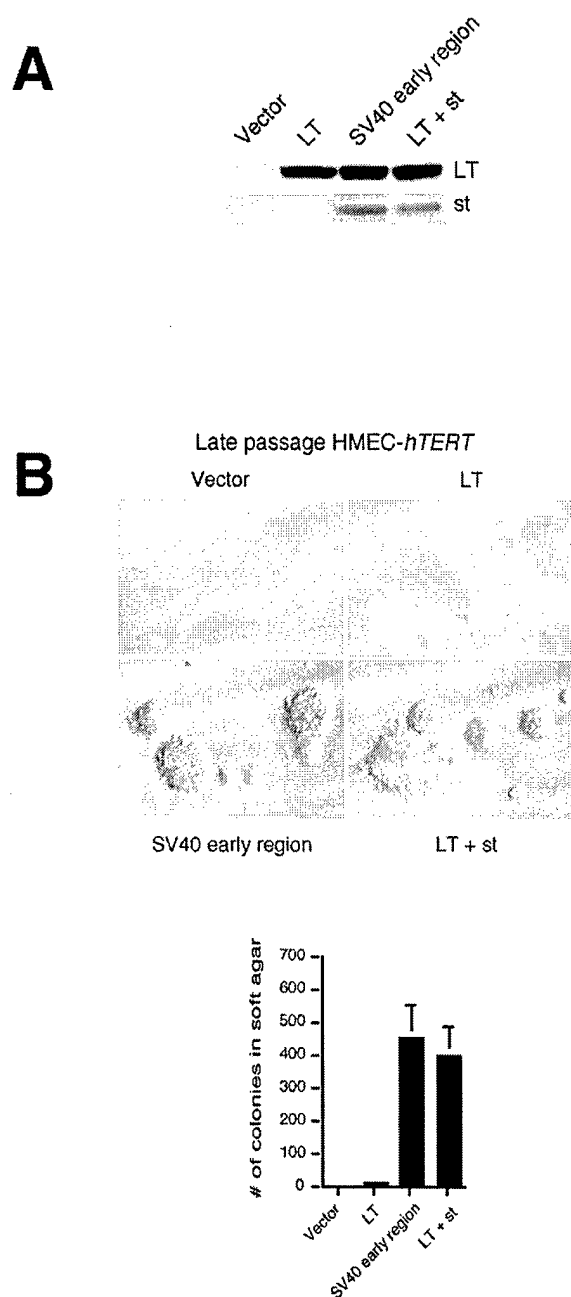 A
Vector
LT
SV40 early region
LT + st
LT
st
B
Late passage HMEC-hTERT
Vector LT
SV40 early region LT + st
# of colonies in soft agar
700
600
500
400
300
200
100
0
Vector
LT
SV40 early region
LT + st